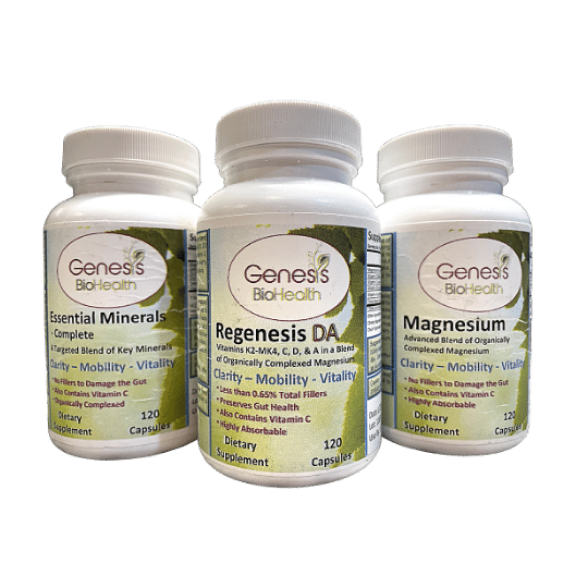 Genesis
BioHealth
Essential Minerals
- Complete
A Targeted Blend of Key Minerals
Clarity – Mobility - Vitality
• No Fillers to Damage the Gut
• Also Contains Vitamin C
• Organically Complexed
Dietary
Supplement
120
Capsules
Genesis
BioHealth
Regenesis DA
Vitamins K2-MK4, C, D, & A in a Blend
of Organically Complexed Magnesium
Clarity – Mobility - Vitality
• Less than 0.65% Total Fillers
• Preserves Gut Health
• Also Contains Vitamin C
• Highly Absorbable
Dietary
Supplement
120
Capsules
Genesis
BioHealth
Magnesium
Advanced Blend of Organically
Complexed Magnesium
Clarity – Mobility - Vitality
• No Fillers to Damage the Gut
• Also Contains Vitamin C
• Highly Absorbable
Dietary
Supplement
120
Capsules